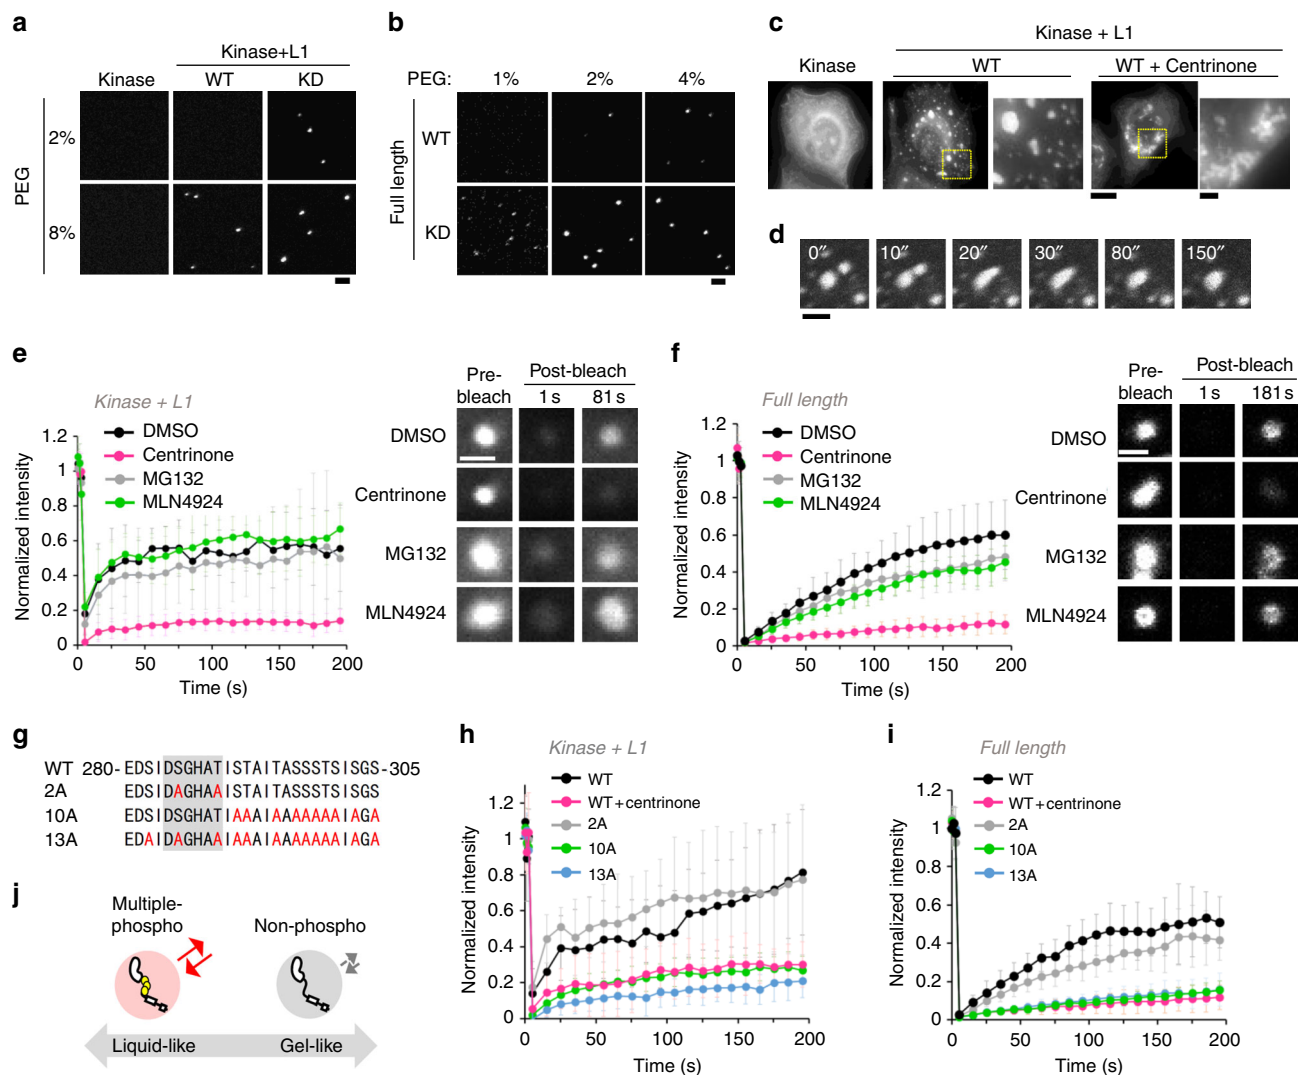 a
Kinase+L1
Kinase WT KD
PEG
2%
8%
b
PEG: 1% 2% 4%
Full length
WT
KD
c
Kinase + L1
Kinase WT WT + Centrinone
d
0″ 10″ 20″ 30″ 80″ 150″
e
Kinase + L1
DMSO
Centrinone
MG132
MLN4924
Normalized intensity
1.2
1
0.8
0.6
0.4
0.2
0
0 50 100 150 200
Time (s)
Pre-bleach
Post-bleach
1 s 81 s
DMSO
Centrinone
MG132
MLN4924
f
Full length
DMSO
Centrinone
MG132
MLN4924
Normalized intensity
1.2
1
0.8
0.6
0.4
0.2
0
0 50 100 150 200
Time (s)
Pre-bleach
Post-bleach
1 s 181 s
DMSO
Centrinone
MG132
MLN4924
g
WT 280-EDSIDSGHATISTAITASSSTSISGS-305
2A EDSIDAGHAAISTAITASSSTSISGS
10A EDSIDSGHATIAAAIAAAAAAAIAGA
13A EDAIDAGHAAIAAAIAAAAAAAIAGA
h
Kinase + L1
WT
WT+centrinone
2A
10A
13A
Normalized intensity
1.2
1
0.8
0.6
0.4
0.2
0
0 50 100 150 200
Time (s)
i
Full length
WT
WT+centrinone
2A
10A
13A
Normalized intensity
1.2
1
0.8
0.6
0.4
0.2
0
0 50 100 150 200
Time (s)
j
Multiple-
phospho
Non-phospho
Liquid-like Gel-like